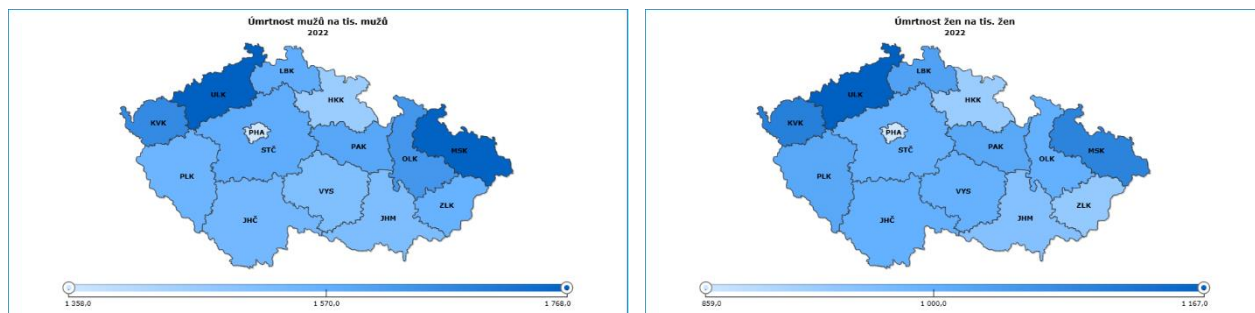 Úmrtnost mužů na tis. mužů
2022
LBK
ULK
HKK
KVK
PHA
STČ
PAK
OLK
MSK
PLK
VYS
JHČ
JHM
ZLK
1 358,0
1 570,0
1 768,0
Úmrtnost žen na tis. žen
2022
LBK
ULK
HKK
KVK
PHA
STČ
PAK
OLK
MSK
PLK
VYS
JHČ
JHM
ZLK
859,0
1 000,0
1 167,0